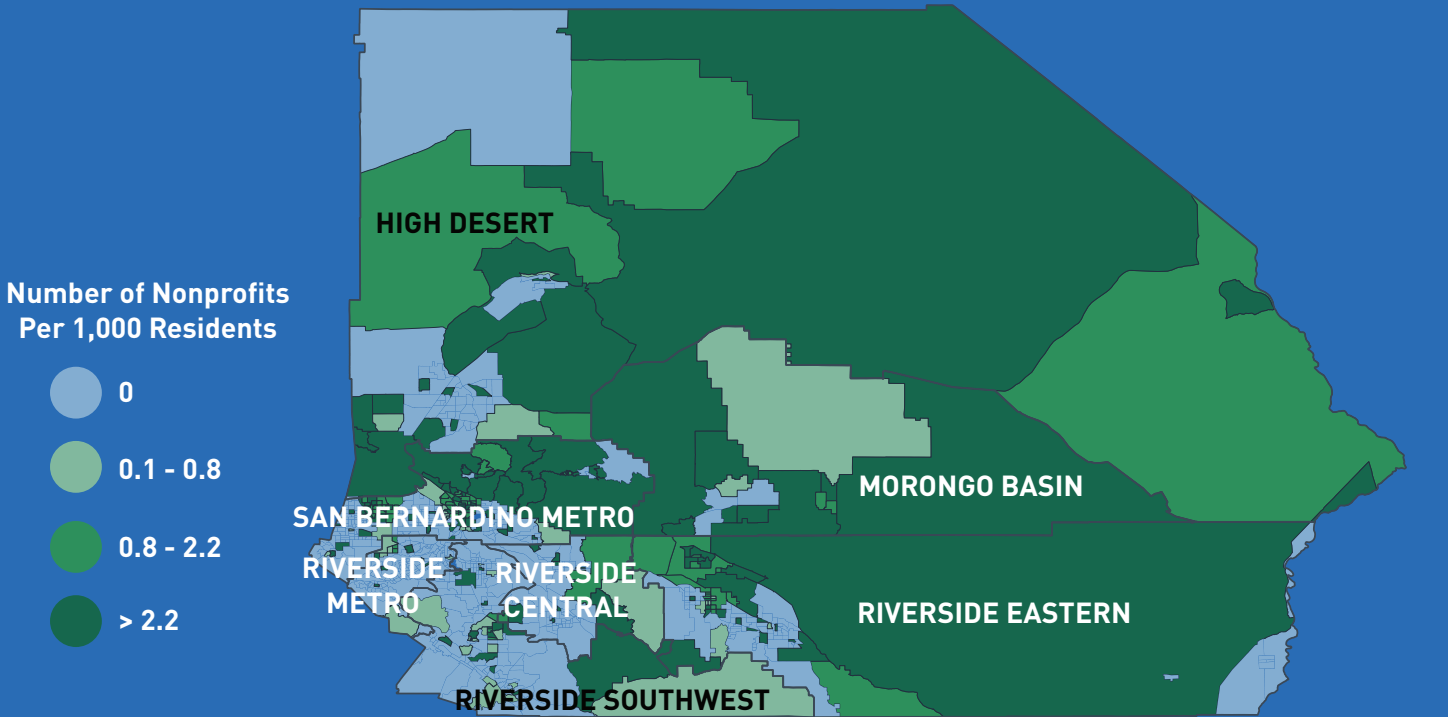 Number of Nonprofits
Per 1,000 Residents
0
0.1 - 0.8
0.8 - 2.2
> 2.2
HIGH DESERT
MORONGO BASIN
SAN BERNARDINO METRO
RIVERSIDE
METRO
RIVERSIDE
CENTRAL
RIVERSIDE EASTERN
RIVERSIDE SOUTHWEST